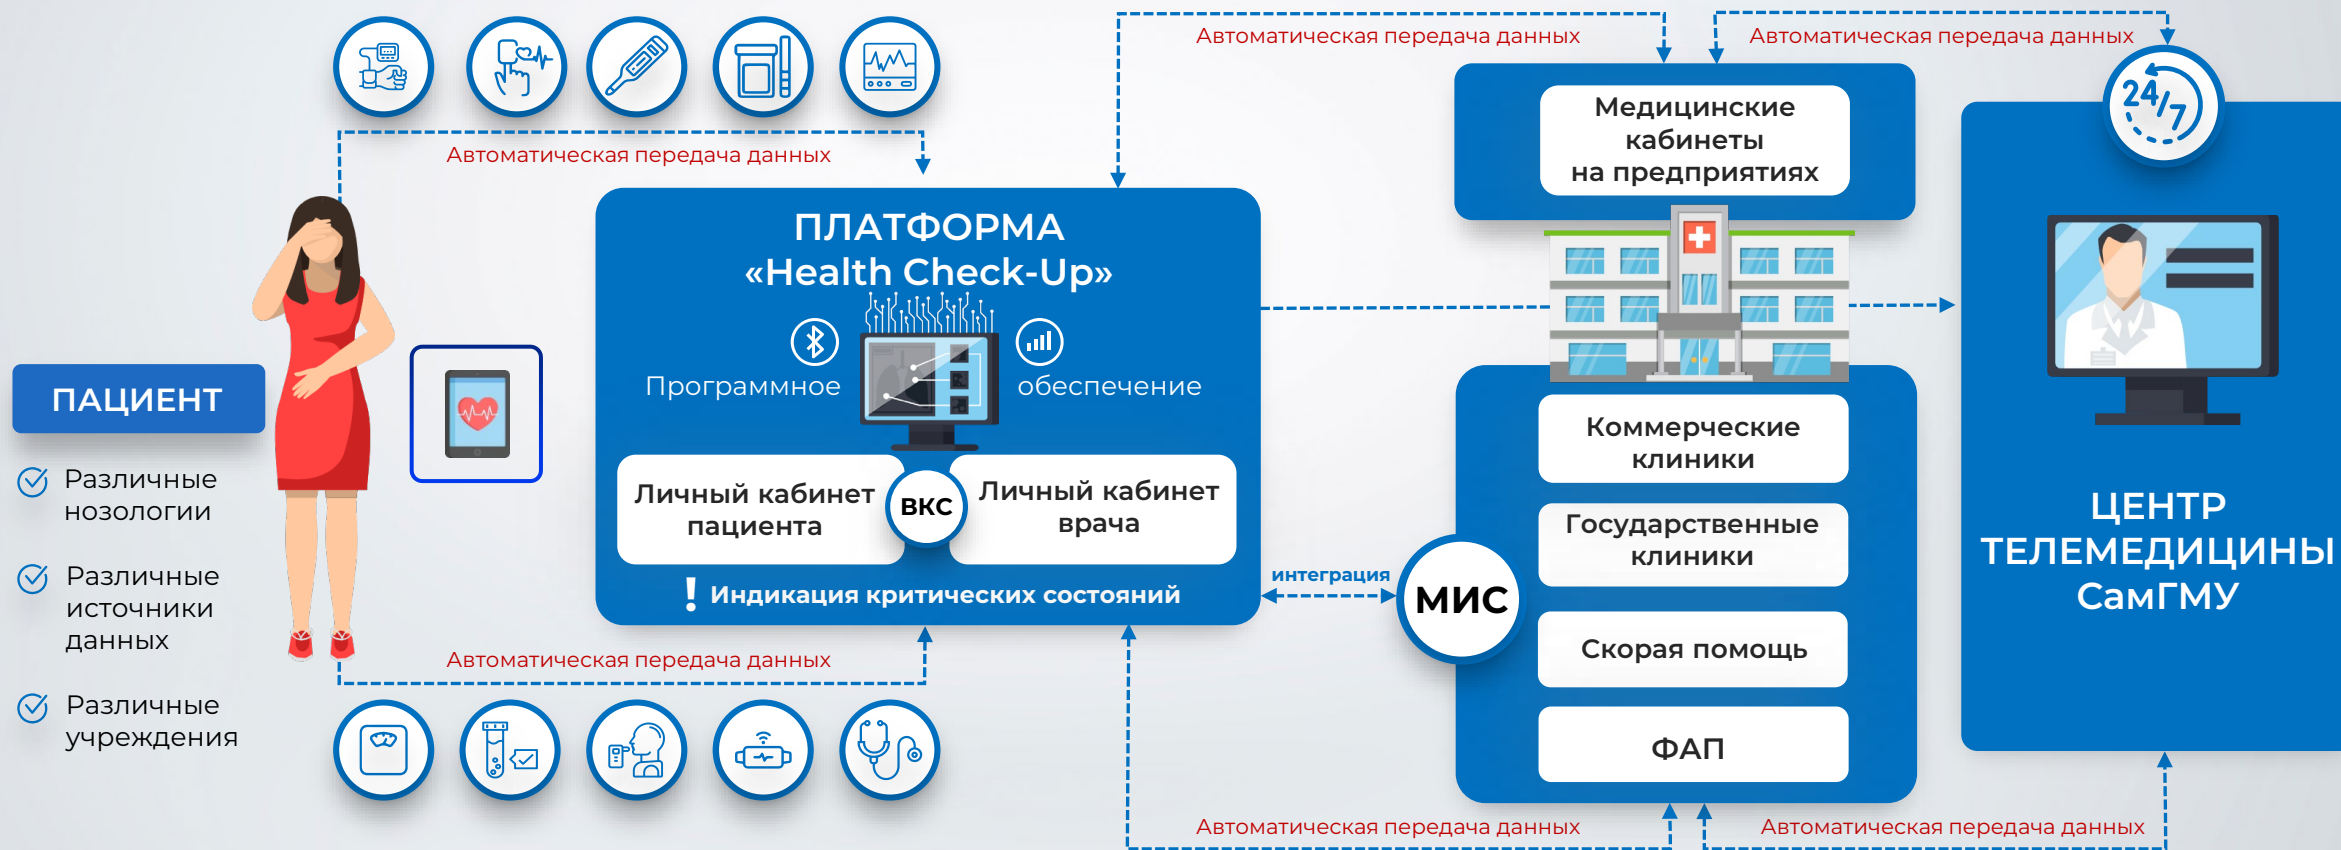 ПАЦИЕНТ
Различные
нозологии
Различные
источники
данных
Различные
учреждения
Автоматическая передача данных
Автоматическая передача данных
ПЛАТФОРМА
«Health Check-Up»
Программное обеспечение
Личный кабинет
пациента
ВКС
Личный кабинет
врача
! Индикация критических состояний
интеграция
Автоматическая передача данных
Автоматическая передача данных
Медицинские
кабинеты
на предприятиях
МИС
Коммерческие
клиники
Государственные
клиники
Скорая помощь
ФАП
Автоматическая передача данных
Автоматическая передача данных
24/7
ЦЕНТР
ТЕЛЕМЕДИЦИНЫ
СамГМУ